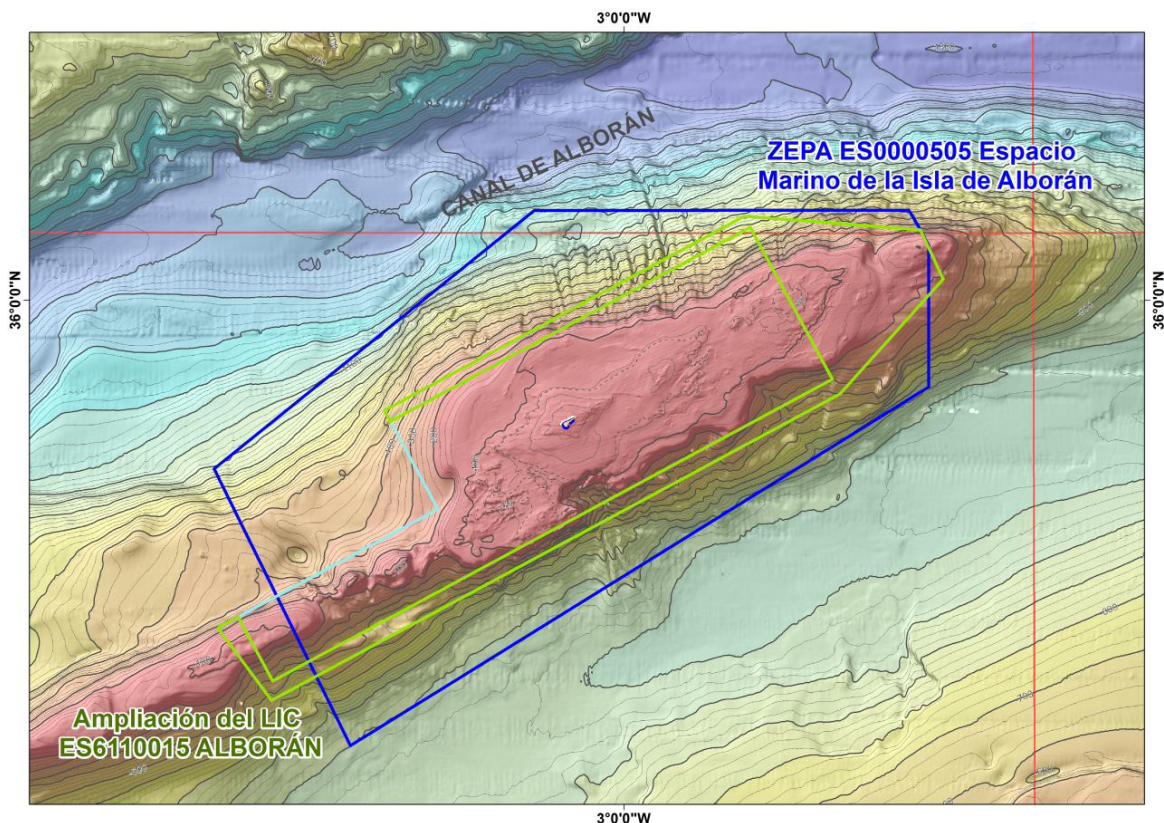 3°0'0"W
CANAL DE ALBORÁN
ZEPA ES0000505 Espacio
Marino de la Isla de Alborán
36°0'0"N
36°0'0"N
Ampliación del LIC
ES6110015 ALBORÁN
3°0'0"W